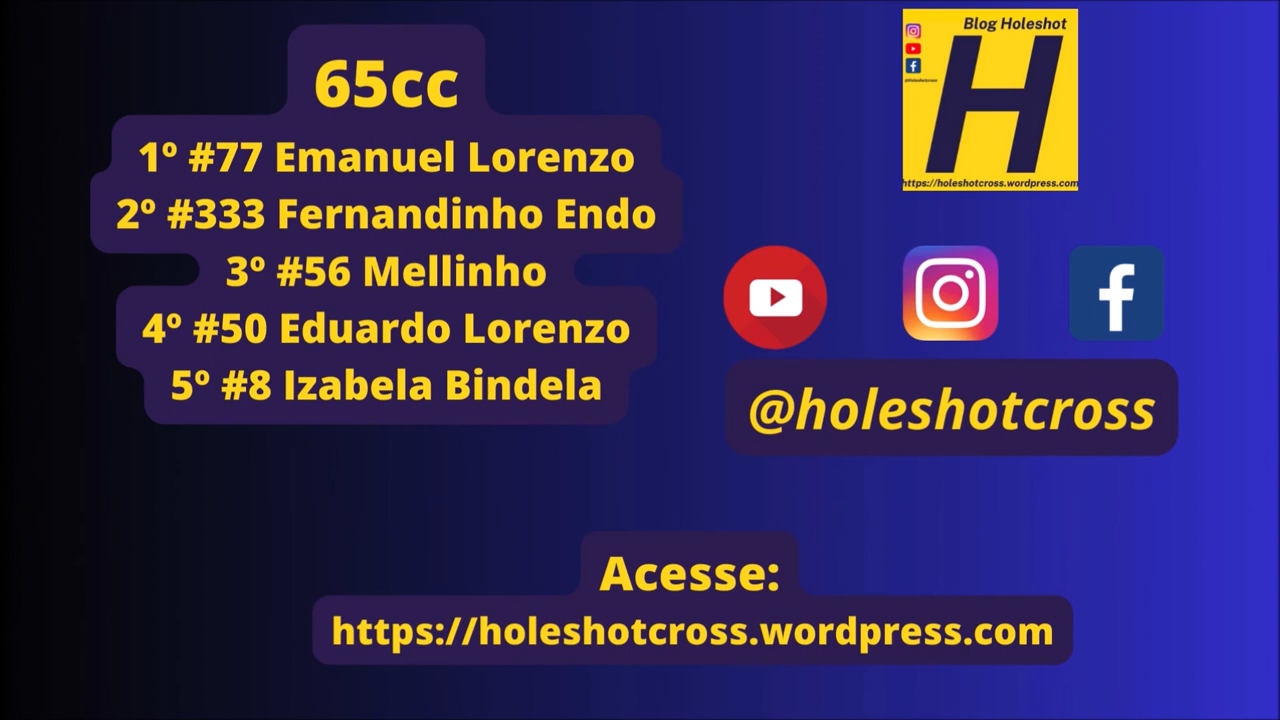 65cc
1º #77 Emanuel Lorenzo
2º #333 Fernandinho Endo
3º #56 Mellinho
4º #50 Eduardo Lorenzo
5º #8 Izabela Bindela
Blog Holeshot
H
@holeshotcross
https://holeshotcross.wordpress.com
@holeshotcross
Acesse:
https://holeshotcross.wordpress.com